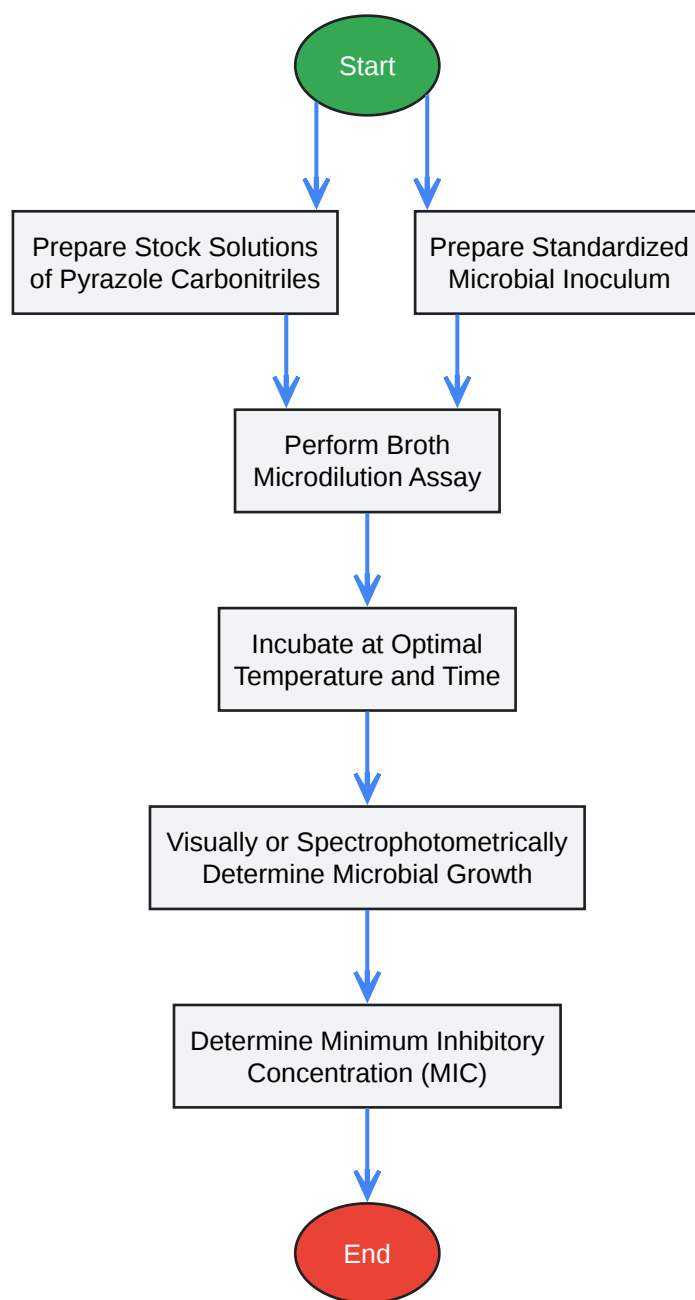 Start
Prepare Stock Solutions
of Pyrazole Carbonitriles
Prepare Standardized
Microbial Inoculum
Perform Broth
Microdilution Assay
Incubate at Optimal
Temperature and Time
Visually or Spectrophotometrically
Determine Microbial Growth
Determine Minimum Inhibitory
Concentration (MIC)
End